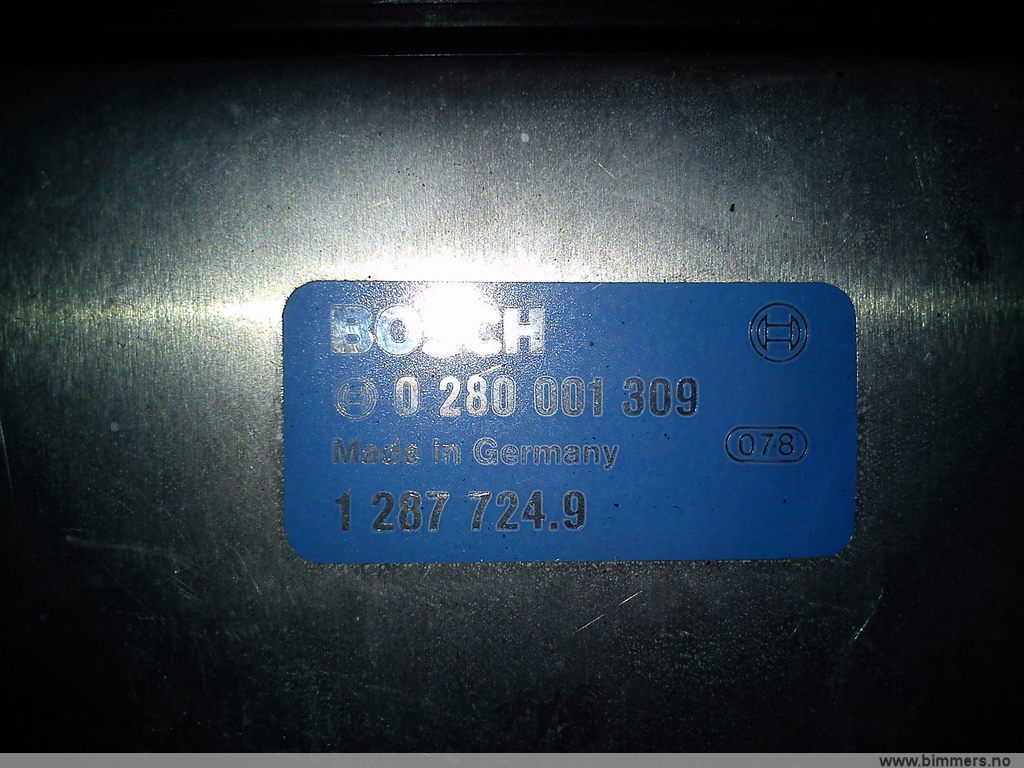 BOSCH
0 280 001 309
Made in Germany
078
1 287 724.9
www.bimmers.no